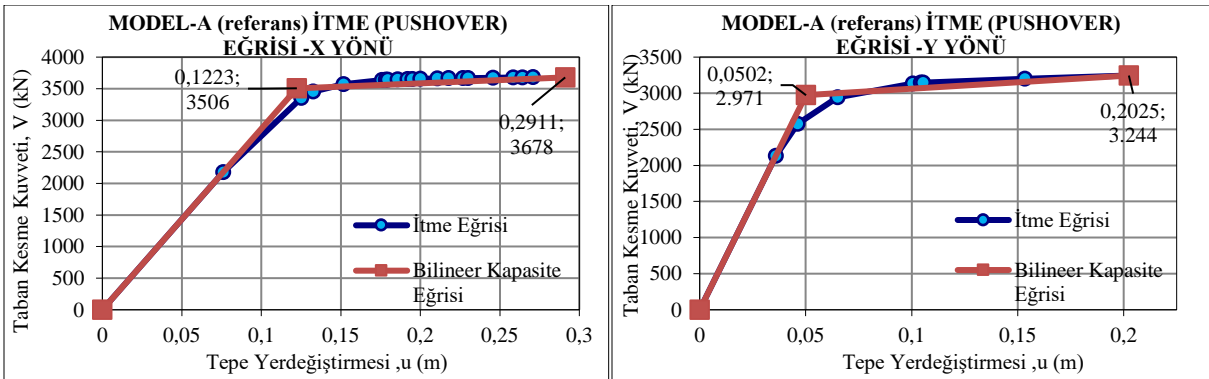 MODEL-A (referans) İTME (PUSHOVER)
EĞRİSİ -X YÖNÜ
Taban Kesme Kuvveti, V (kN)
4000
3500
3000
2500
2000
1500
1000
500
0
0,1223;
3506
0,2911;
3678
İtme Eğrisi
Bilineer Kapasite
Eğrisi
0
0,05
0,1
0,15
0,2
0,25
0,3
Tepe Yerdeğiştirmesi ,u (m)
MODEL-A (referans) İTME (PUSHOVER)
EĞRİSİ -Y YÖNÜ
Taban Kesme Kuvveti, V (kN)
3500
3000
2500
2000
1500
1000
500
0
0,0502;
2.971
0,2025;
3.244
İtme Eğrisi
Bilineer Kapasite
Eğrisi
0
0,05
0,1
0,15
0,2
Tepe Yerdeğiştirmesi ,u (m)